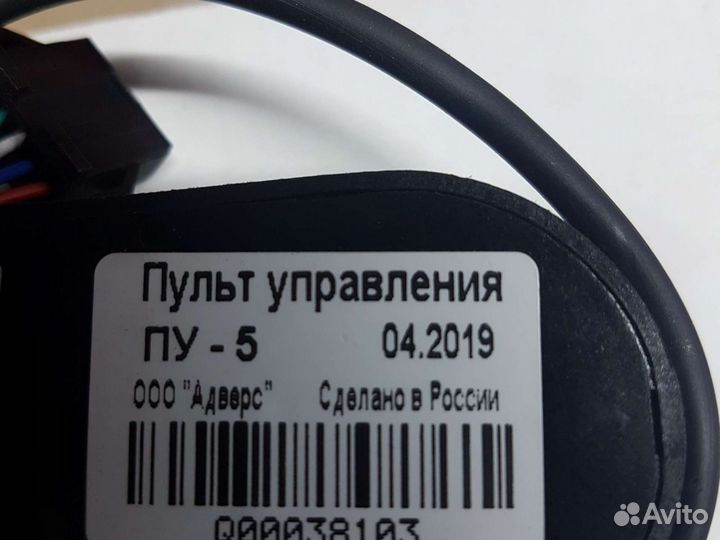 Пульт управления
ПУ - 5 04.2019
ООО "Адверс" Сделано в России
Q00038103
Avito